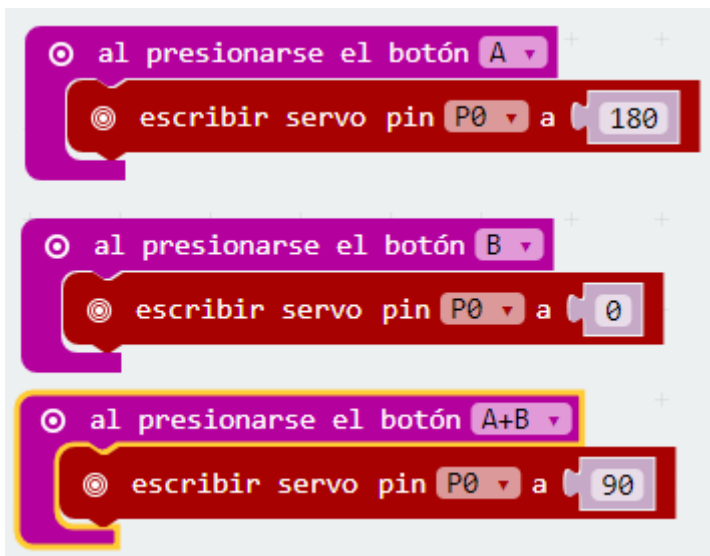 al presionarse el botón A
escribir servo pin P0 a 180
al presionarse el botón B
escribir servo pin P0 a 0
al presionarse el botón A+B
escribir servo pin P0 a 90